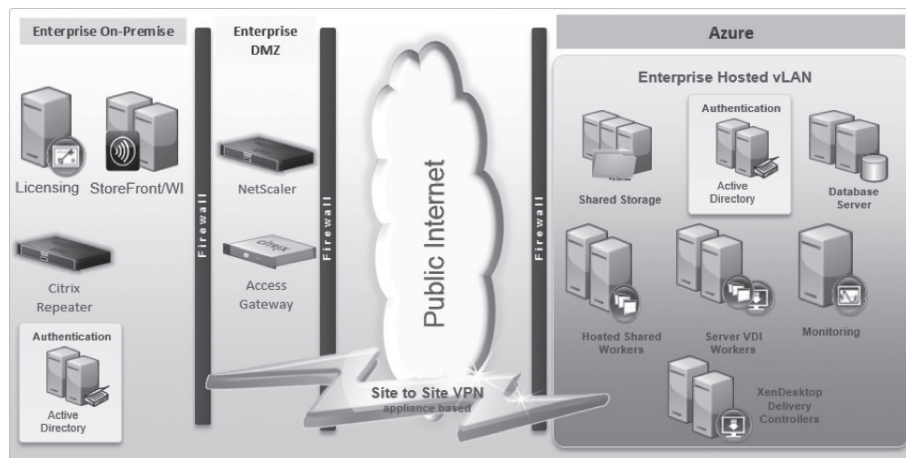 Enterprise On-Premise
Licensing
StoreFront/WI
Citrix
Repeater
Authentication
Active
Directory
Firewall
Enterprise
DMZ
NetScaler
CITRIX
Access
Gateway
Firewall
Public Internet
Site to Site VPN
appliance based
Firewall
Azure
Enterprise Hosted vLAN
Shared Storage
Authentication
Active
Directory
Database
Server
Hosted Shared
Workers
Server VDI
Workers
Monitoring
XenDesktop
Delivery
Controllers